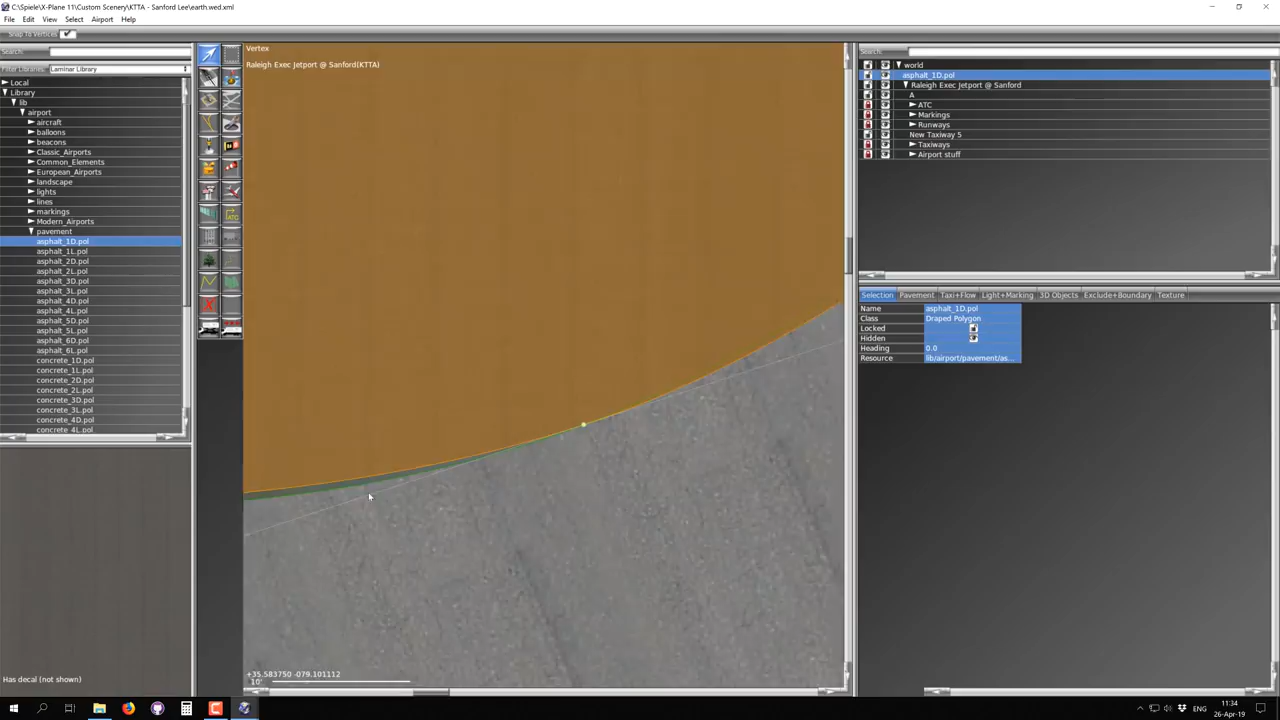 C:\Spiele\X-Plane 11\Custom Scenery\KTTA - Sanford Lee\earth.wed.xml
File Edit View Select Airport Help
Snap To Vertices
Search:
Filter Libraries: Laminar Library
Local
Library
lib
airport
aircraft
balloons
beacons
Classic_Airports
Common_Elements
European_Airports
landscape
lights
lines
markings
Modern_Airports
pavement
asphalt_1D.pol
asphalt_1L.pol
asphalt_2D.pol
asphalt_2L.pol
asphalt_3D.pol
asphalt_3L.pol
asphalt_4D.pol
asphalt_4L.pol
asphalt_5D.pol
asphalt_5L.pol
asphalt_6D.pol
asphalt_6L.pol
concrete_1D.pol
concrete_1L.pol
concrete_2D.pol
concrete_2L.pol
concrete_3D.pol
concrete_3L.pol
concrete_4D.pol
concrete_4L.pol
Has decal (not shown)
ATC
Vertex
Raleigh Exec Jetport @ Sanford(KTTA)
+35.583750 -079.101112
10'
Search:
world
asphalt_1D.pol
Raleigh Exec Jetport @ Sanford
A
ATC
Markings
Runways
New Taxiway 5
Taxiways
Airport stuff
Selection Pavement Taxi+Flow Light+Marking 3D Objects Exclude+Boundary Texture
Name asphalt_1D.pol
Class Draped Polygon
Locked
Hidden
Heading 0.0
Resource lib/airport/pavement/as...
ENG
11:34
26-Apr-19